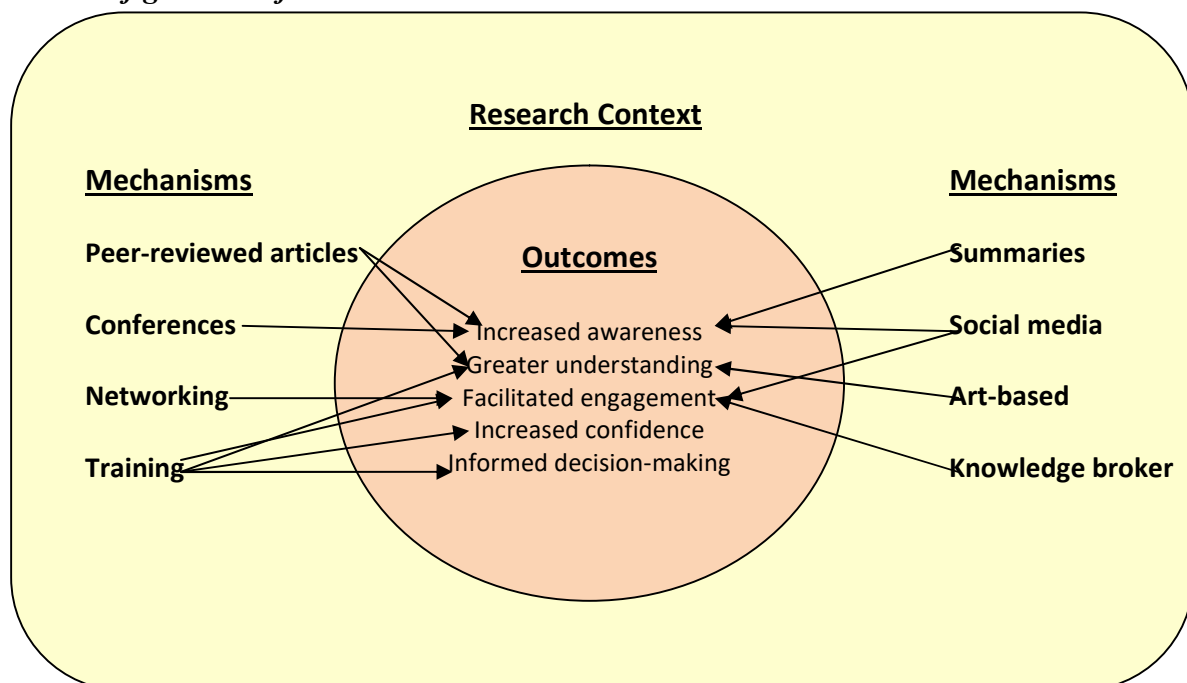 Research Context
Mechanisms
Peer-reviewed articles
Conferences
Networking
Training
Outcomes
Increased awareness
Greater understanding
Facilitated engagement
Increased confidence
Informed decision-making
Mechanisms
Summaries
Social media
Art-based
Knowledge broker